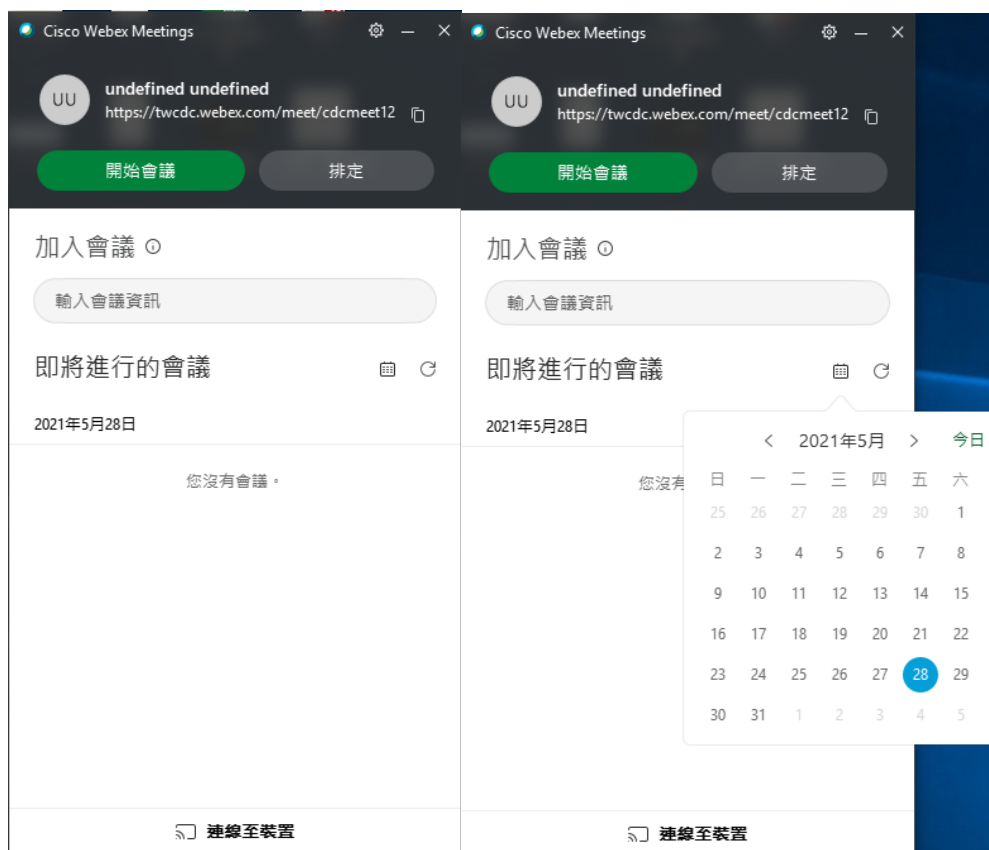 Cisco Webex Meetings
UU
undefined undefined
https://twcdc.webex.com/meet/cdcmeet12
開始會議 排定
加入會議
輸入會議資訊
即將進行的會議
2021年5月28日
您沒有會議。
連線至裝置
Cisco Webex Meetings
UU
undefined undefined
https://twcdc.webex.com/meet/cdcmeet12
開始會議 排定
加入會議
輸入會議資訊
即將進行的會議
2021年5月28日
您沒有
< 2021年5月 > 今日
日 一 二 三 四 五 六
25 26 27 28 29 30 1
2 3 4 5 6 7 8
9 10 11 12 13 14 15
16 17 18 19 20 21 22
23 24 25 26 27 28 29
30 31 1 2 3 4 5
連線至裝置